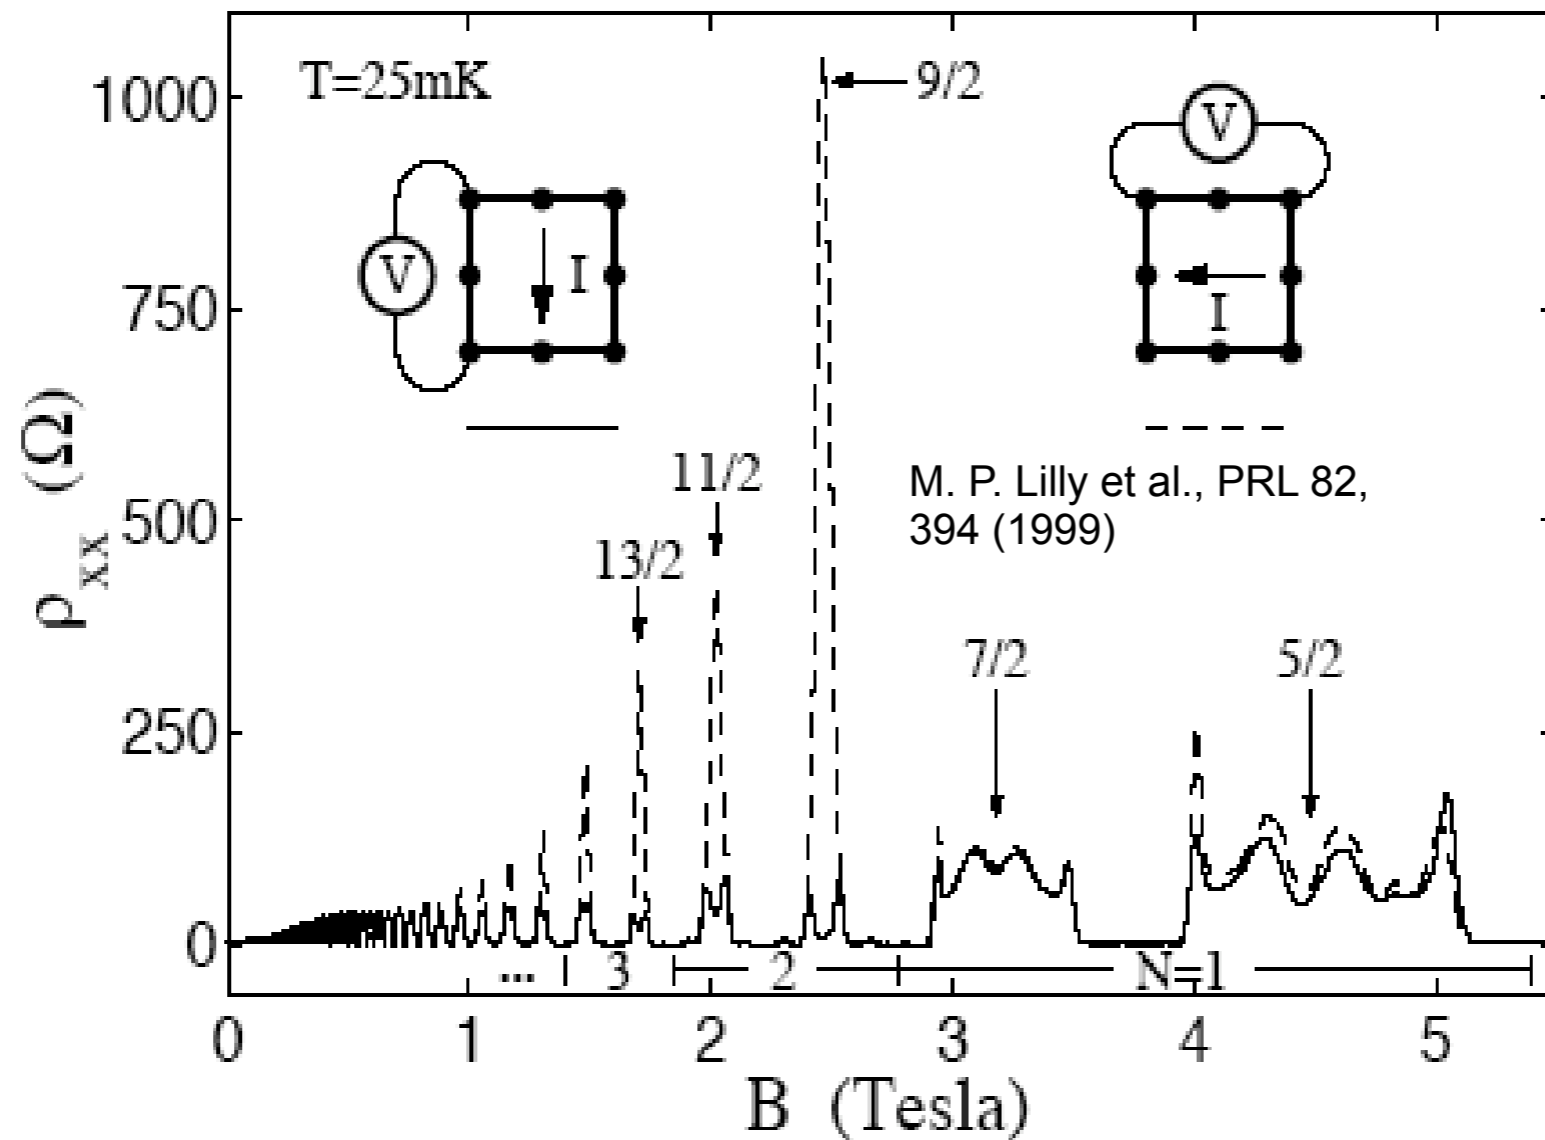 T=25mK
9/2
V
I
V
I
1000
750
500
250
0
ρxx (Ω)
M. P. Lilly et al., PRL 82,
394 (1999)
11/2
13/2
7/2
5/2
... 3 2 N=1
0 1 2 3 4 5
B (Tesla)